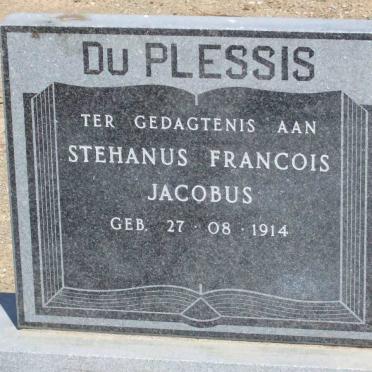 Du PLESSIS
TER GEDAGTENIS AAN
STEHANUS FRANCOIS
JACOBUS
GEB. 27 · 08 · 1914